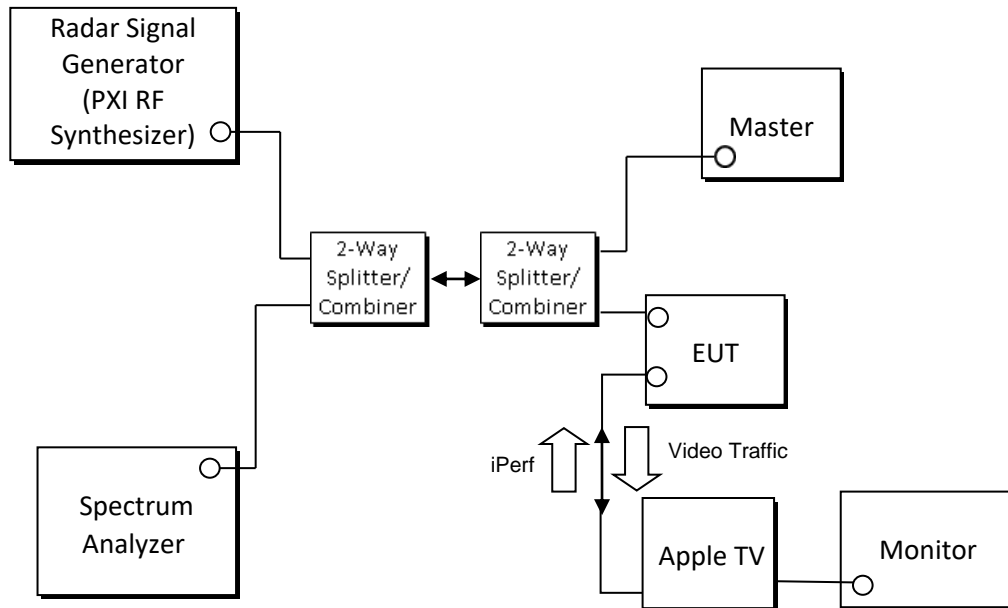 Radar Signal
Generator
(PXI RF
Synthesizer)
Master
2-Way
Splitter/
Combiner
2-Way
Splitter/
Combiner
EUT
iPerf
Video Traffic
Spectrum
Analyzer
Apple TV
Monitor